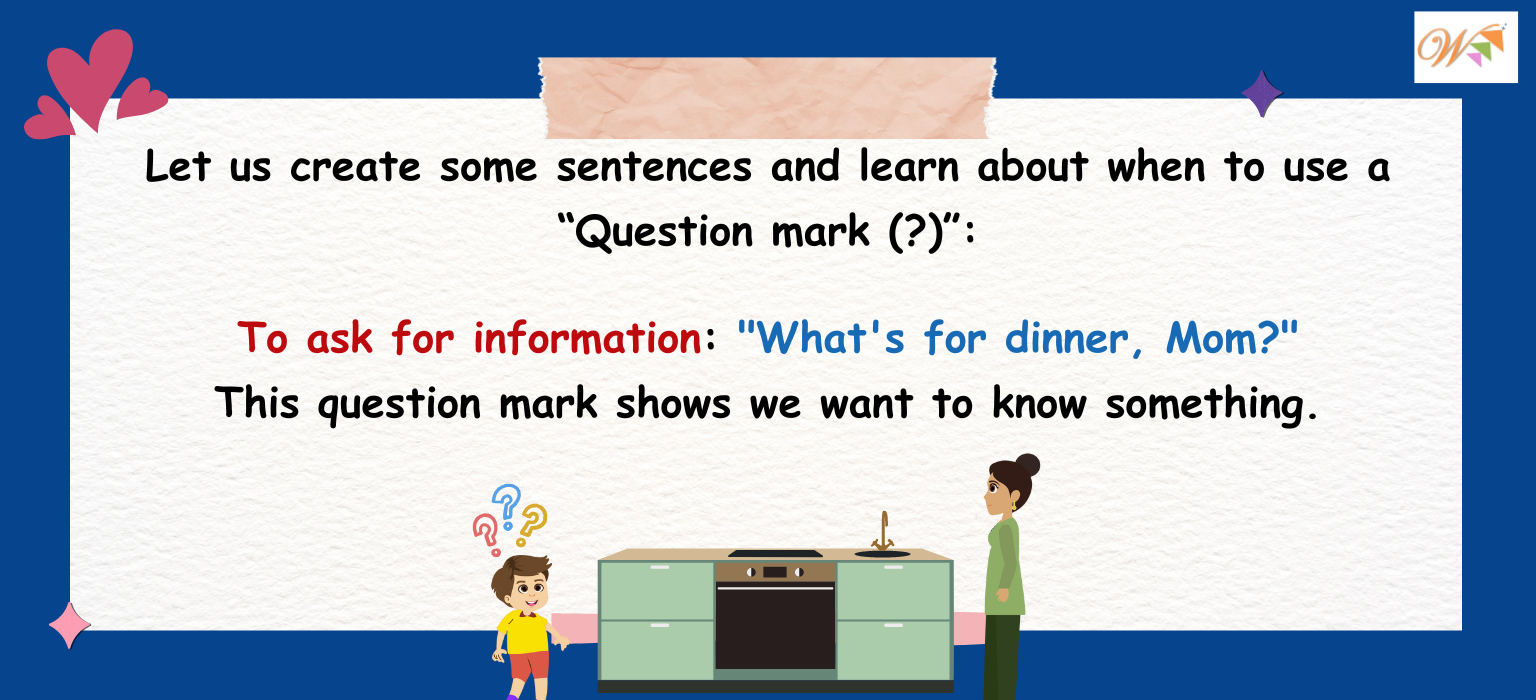 Let us create some sentences and learn about when to use a
“Question mark (?)”:
To ask for information: "What's for dinner, Mom?"
This question mark shows we want to know something.
? ? ?
W